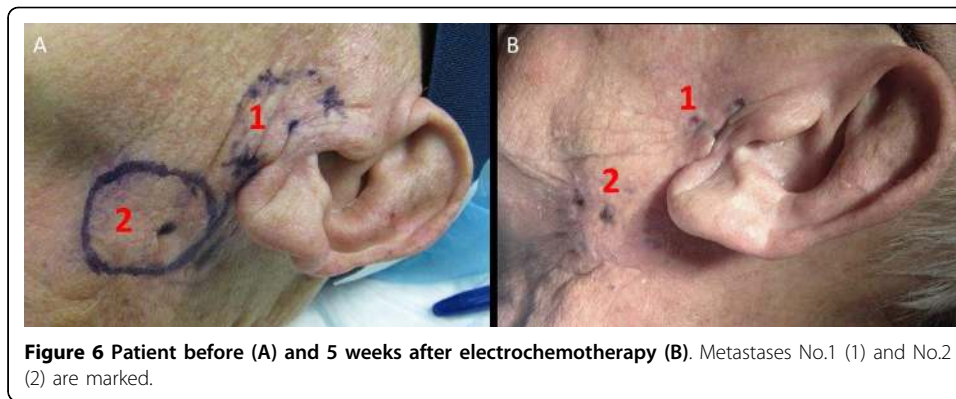 A
B
1
1
2
2
Figure 6 Patient before (A) and 5 weeks after electrochemotherapy (B). Metastases No.1 (1) and No.2
(2) are marked.